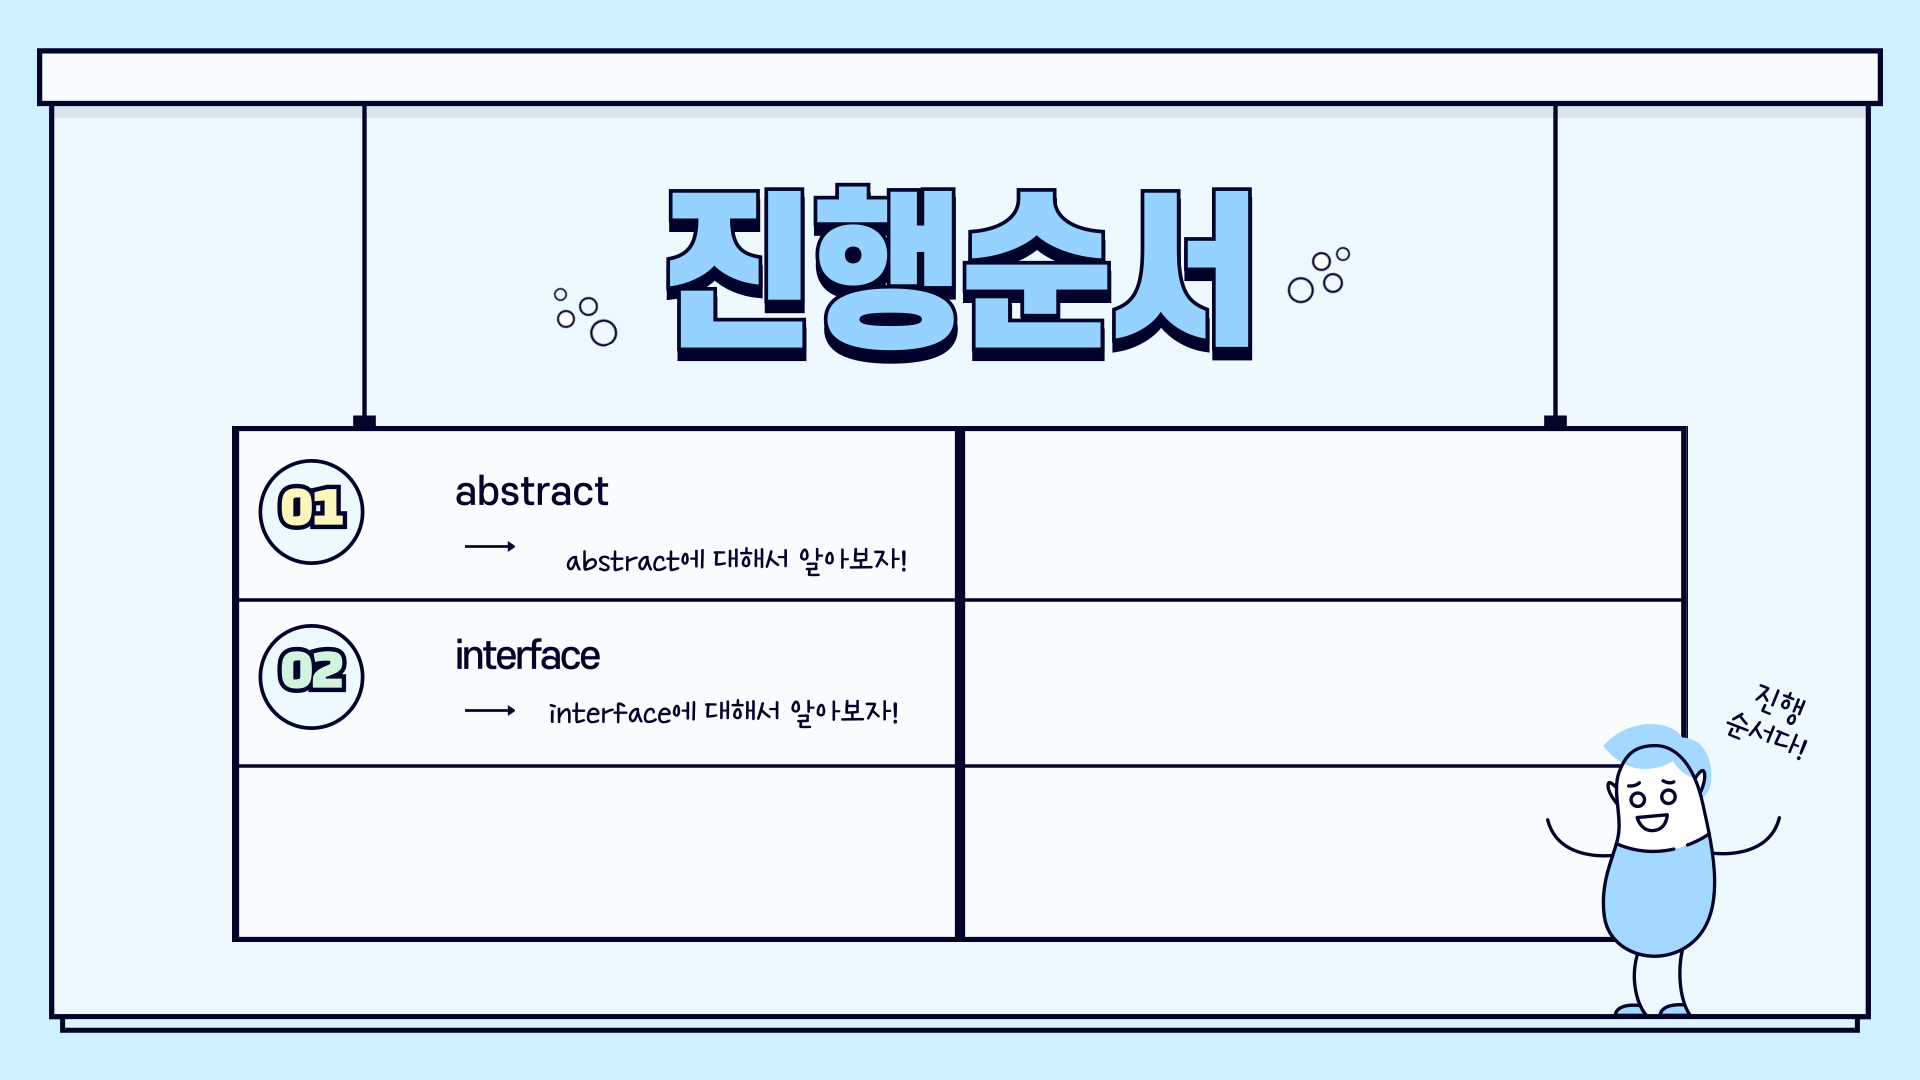 진행순서
01
abstract
abstract에 대해서 알아보자!
02
interface
interface에 대해서 알아보자!
진행
순서다!